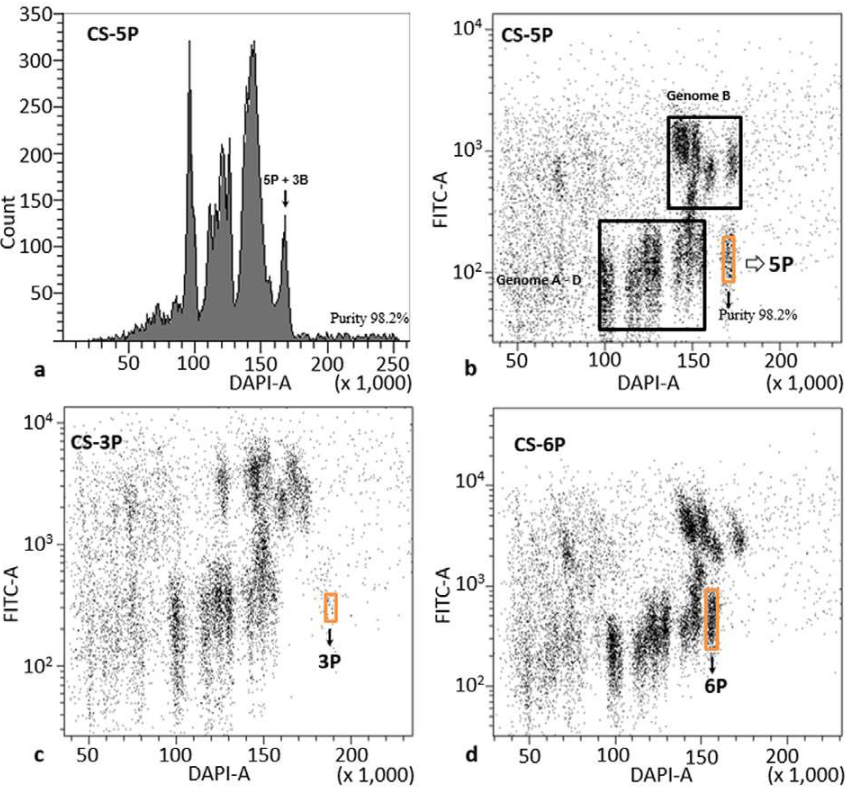 350
300
250
200
150
100
50
Count
CS-5P
5P + 3B
Purity 98.2%
50 100 150 200 250
DAPI-A (x 1,000)
a
10⁴
10³
10²
FITC-A
CS-5P
Genome B
Genome A - D
5P
Purity 98.2%
50 100 150 200
DAPI-A (x 1,000)
b
10⁴
10³
10²
FITC-A
CS-3P
3P
50 100 150 200
DAPI-A (x 1,000)
c
10⁴
10³
10²
FITC-A
CS-6P
6P
50 100 150 200
DAPI-A (x 1,000)
d